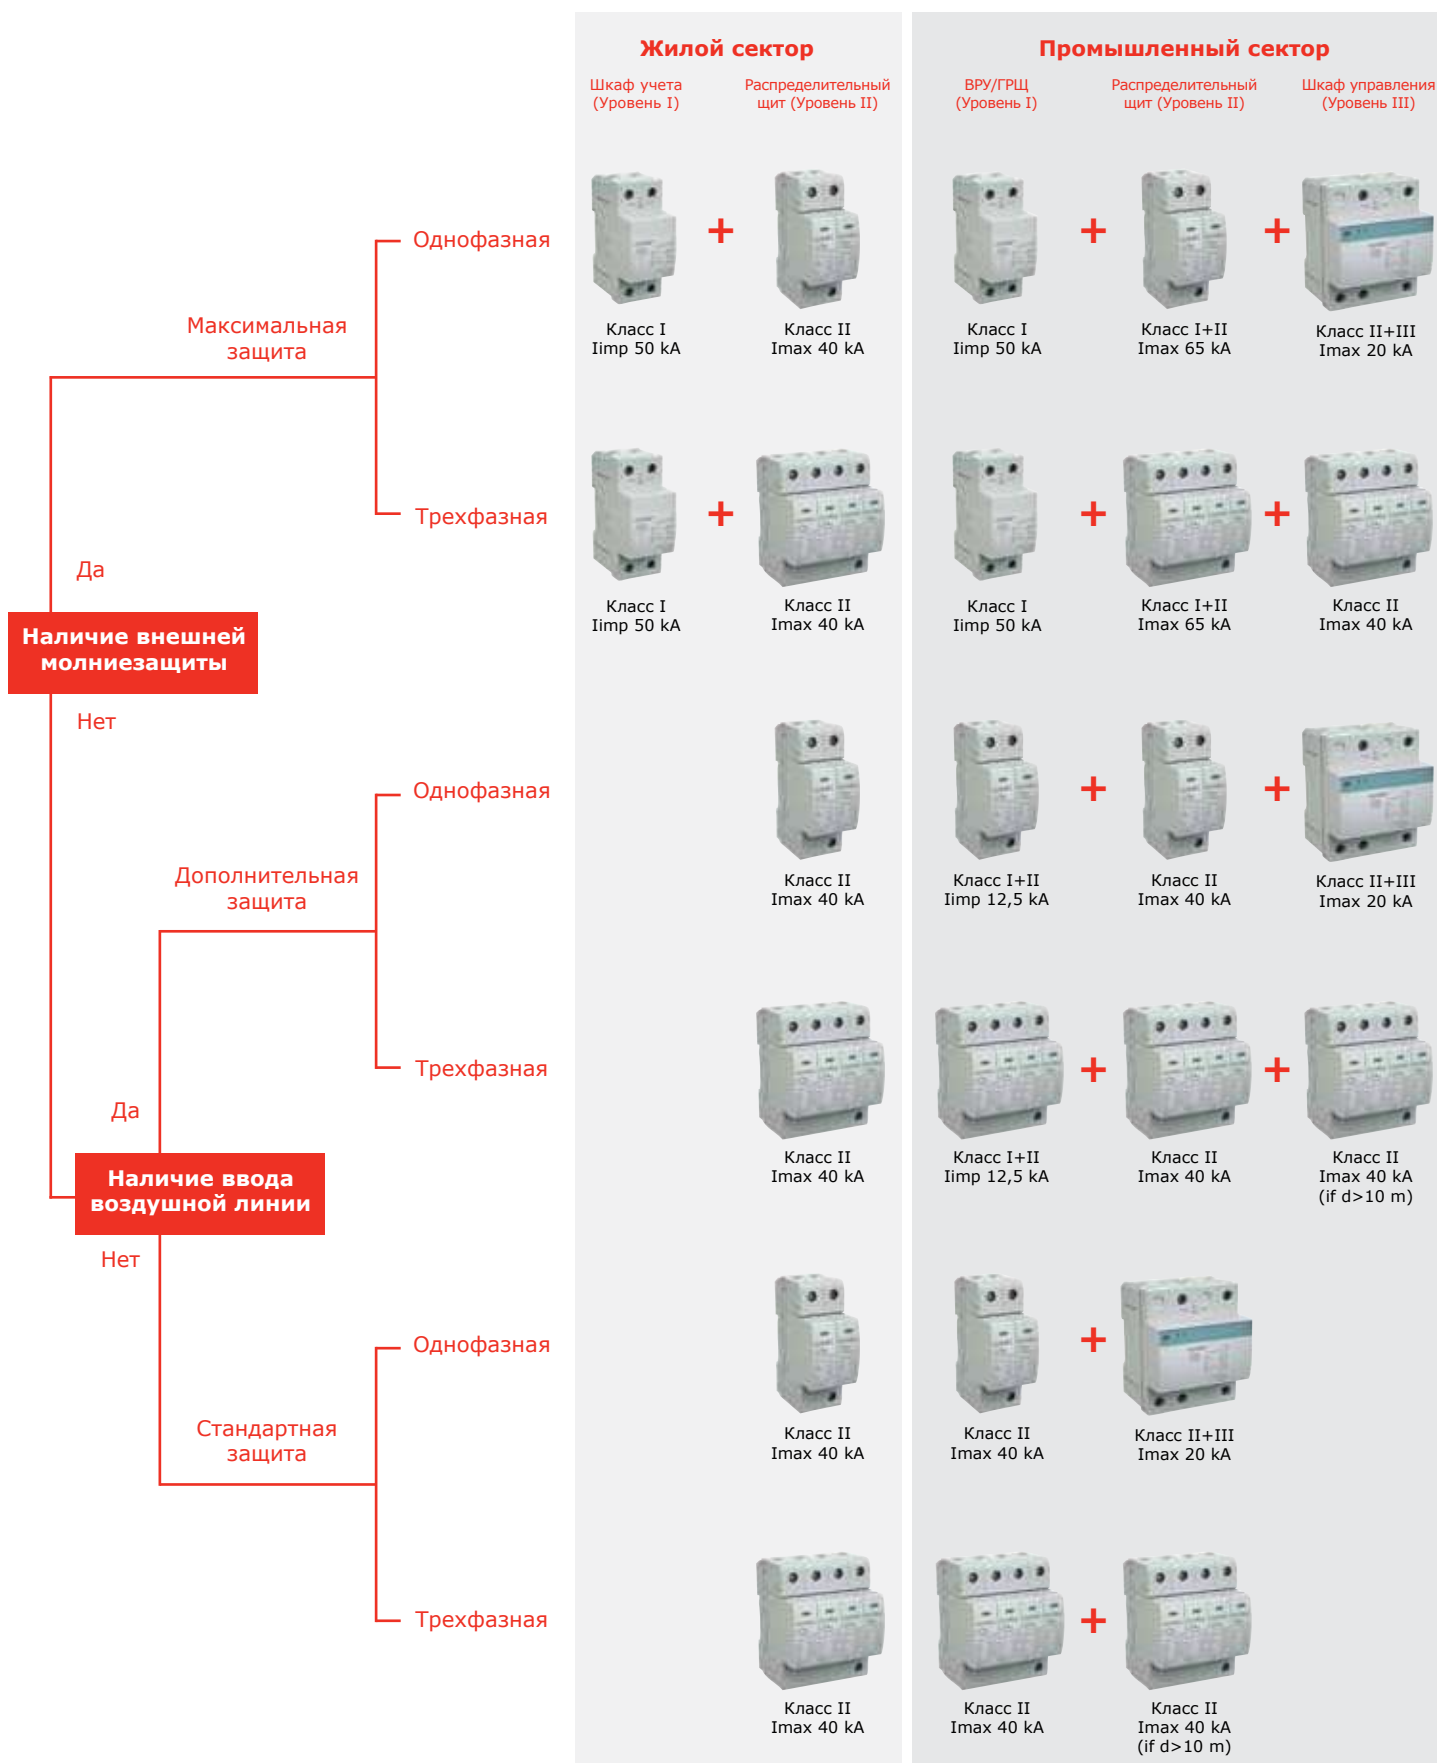 Жилой сектор
Промышленный сектор
Шкаф учета
(Уровень I)
Распределительный
щит (Уровень II)
ВРУ/ГРЩ
(Уровень I)
Распределительный
щит (Уровень II)
Шкаф управления
(Уровень III)
Однофазная
+
+
+
Максимальная
защита
Класс I
Iimp 50 kA
Класс II
Imax 40 kA
Класс I
Iimp 50 kA
Класс I+II
Imax 65 kA
Класс II+III
Imax 20 kA
Трехфазная
+
+
+
Класс I
Iimp 50 kA
Класс II
Imax 40 kA
Класс I
Iimp 50 kA
Класс I+II
Imax 65 kA
Класс II
Imax 40 kA
Да
Наличие внешней
молниезащиты
Нет
Однофазная
+
+
Дополнительная
защита
Класс II
Imax 40 kA
Класс I+II
Iimp 12,5 kA
Класс II
Imax 40 kA
Класс II+III
Imax 20 kA
Трехфазная
+
+
Да
Класс II
Imax 40 kA
Класс I+II
Iimp 12,5 kA
Класс II
Imax 40 kA
Класс II
Imax 40 kA
(if d>10 m)
Наличие ввода
воздушной линии
Нет
Однофазная
+
Стандартная
защита
Класс II
Imax 40 kA
Класс II
Imax 40 kA
Класс II+III
Imax 20 kA
Трехфазная
+
Класс II
Imax 40 kA
Класс II
Imax 40 kA
Класс II
Imax 40 kA
(if d>10 m)